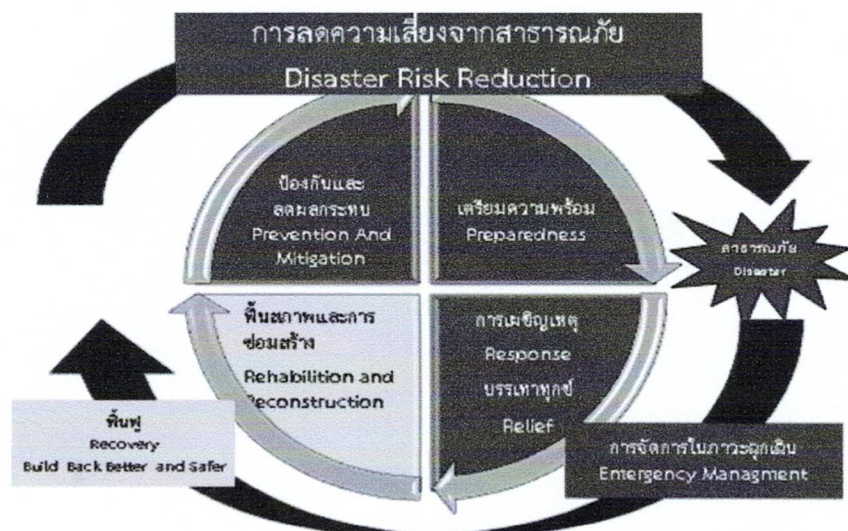 การลดความเสี่ยงจากสาธารณภัย
Disaster Risk Reduction
ป้องกันและ
ลดผลกระทบ
Prevention And
Mitigation
เตรียมความพร้อม
Preparedness
สาธารณภัย
Disaster
ฟื้นสภาพและการ
ซ่อมสร้าง
Rehabilition and
Reconstruction
การเผชิญเหตุ
Response
บรรเทาทุกข์
Relief
ฟื้นฟู
Recovery
Build Back Better and Safer
การจัดการในภาวะฉุกเฉิน
Emergency Managment